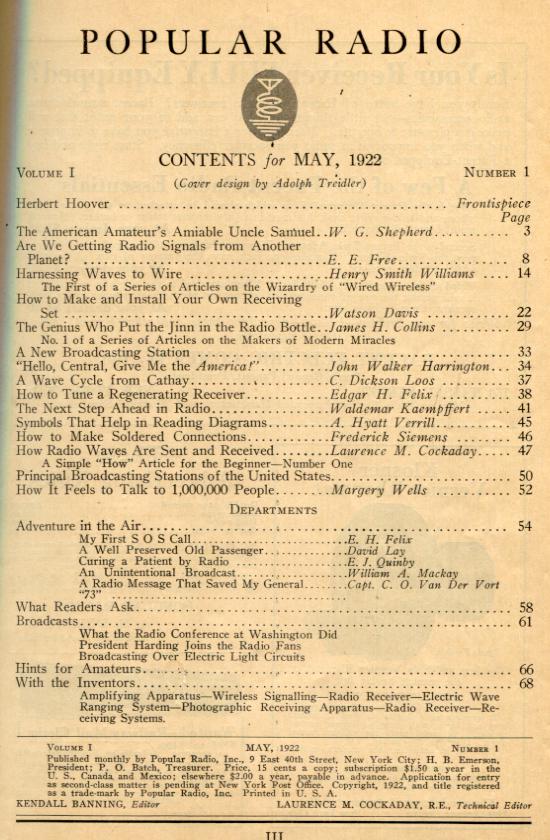 POPULAR RADIO
CONTENTS for MAY, 1922
VOLUME I
NUMBER 1
(Cover design by Adolph Treidler)
Herbert Hoover .......... Frontispiece
Page
The American Amateur's Amiable Uncle Samuel..W. G. Shepherd.......... 3
Are We Getting Radio Signals from Another
Planet? ..........E. E. Free.......... 8
Harnessing Waves to Wire ..........Henry Smith Williams .... 14
The First of a Series of Articles on the Wizardry of "Wired Wireless"
How to Make and Install Your Own Receiving
Set ..........Watson Davis .......... 22
The Genius Who Put the Jinn in the Radio Bottle..James H. Collins .......... 29
No. 1 of a Series of Articles on the Makers of Modern Miracles
A New Broadcasting Station .......... 33
"Hello, Central, Give Me the America!"..........John Walker Harrington... 34
A Wave Cycle from Cathay..........C. Dickson Loos .......... 37
How to Tune a Regenerating Receiver..........Edgar H. Felix .......... 38
The Next Step Ahead in Radio..........Waldemar Kaempffert .... 41
Symbols That Help in Reading Diagrams..........A. Hyatt Verrill.......... 45
How to Make Soldered Connections..........Frederick Siemens ...... 46
How Radio Waves Are Sent and Received..........Laurence M. Cockaday.... 47
A Simple "How" Article for the Beginner—Number One
Principal Broadcasting Stations of the United States.......... 50
How It Feels to Talk to 1,000,000 People......Margery Wells .......... 52
DEPARTMENTS
Adventure in the Air.......... 54
My First S O S Call..........E. H. Felix
A Well Preserved Old Passenger..........David Lay
Curing a Patient by Radio ..........E. J. Quinby
An Unintentional Broadcast..........William A. Mackay
A Radio Message That Saved My General......Capt. C. O. Van Der Vort
"73" ..........
What Readers Ask.......... 58
Broadcasts.......... 61
What the Radio Conference at Washington Did
President Harding Joins the Radio Fans
Broadcasting Over Electric Light Circuits
Hints for Amateurs.......... 66
With the Inventors.......... 68
Amplifying Apparatus—Wireless Signalling—Radio Receiver—Electric Wave
Ranging System—Photographic Receiving Apparatus—Radio Receiver—Re-
ceiving Systems.
VOLUME I MAY, 1922 NUMBER 1
Published monthly by Popular Radio, Inc., 9 East 40th Street, New York City; H. B. Emerson,
President; P. O. Batch, Treasurer. Price, 15 cents a copy; subscription $1.50 a year in the
U. S., Canada and Mexico; elsewhere $2.00 a year, payable in advance. Application for entry
as second-class matter is pending at New York Post Office. Copyright, 1922, and title registered
as a trade-mark by Popular Radio, Inc. Printed in U. S. A.
KENDALL BANNING, Editor LAURENCE M. COCKADAY, R.E., Technical Editor
III